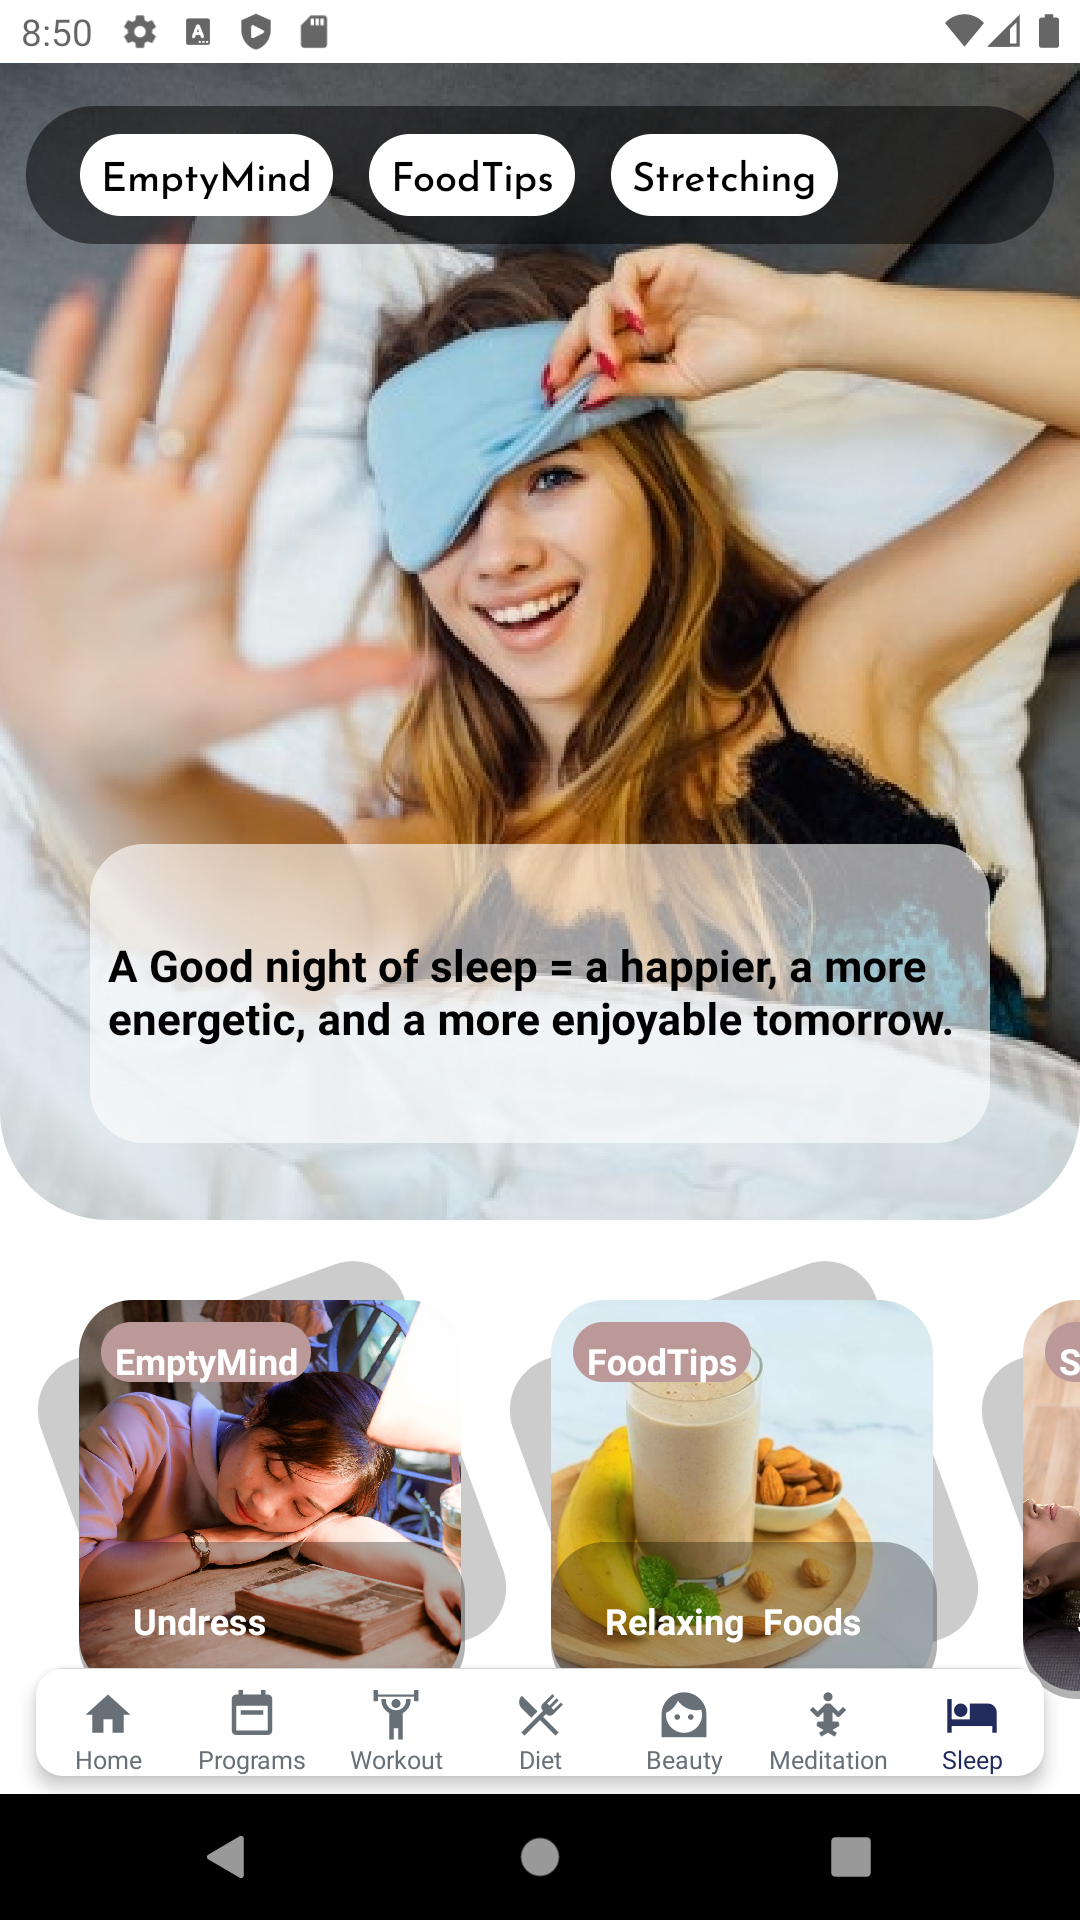 8:50
EmptyMind FoodTips Stretching
A Good night of sleep = a happier, a more
energetic, and a more enjoyable tomorrow.
EmptyMind
FoodTips
Undress
Relaxing Foods
Home Programs Workout Diet Beauty Meditation Sleep